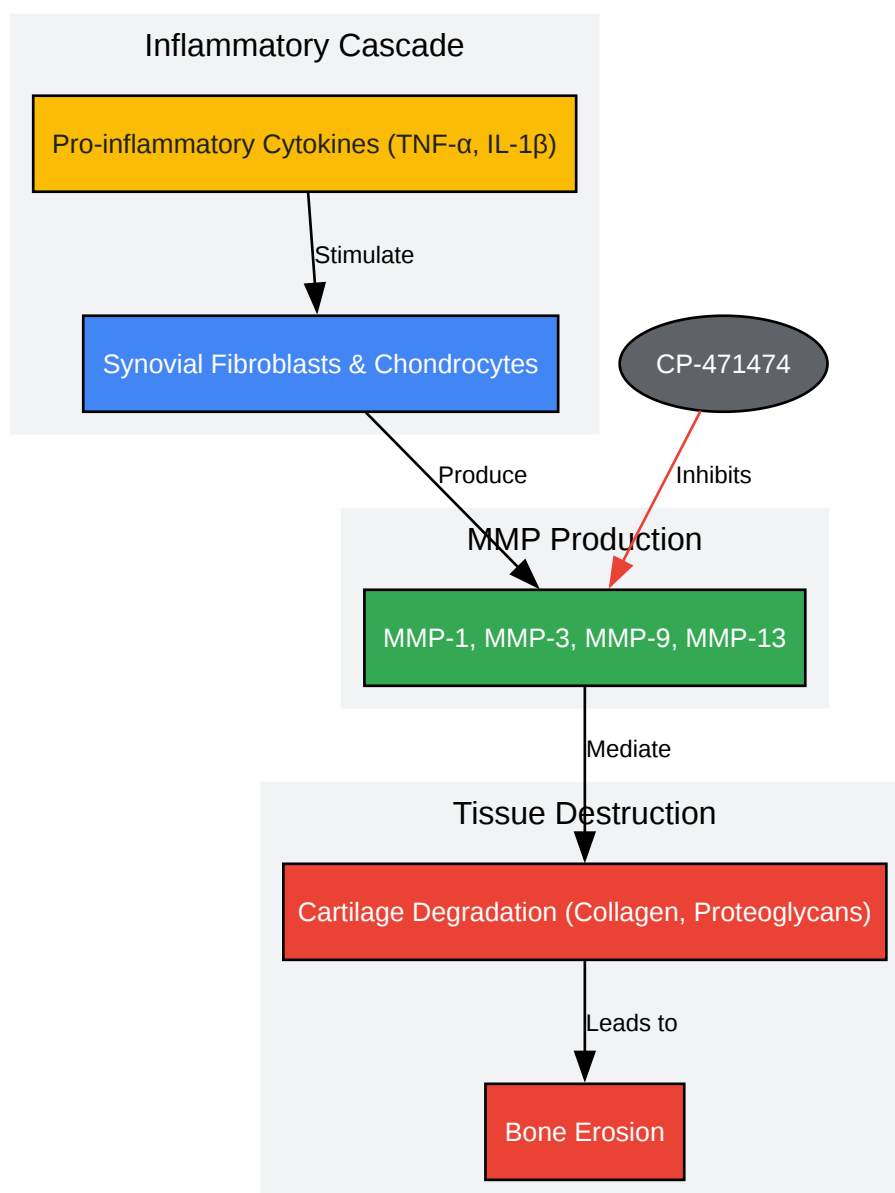 Inflammatory Cascade
Pro-inflammatory Cytokines (TNF-α, IL-1β)
Stimulate
Synovial Fibroblasts & Chondrocytes
CP-471474
Produce
Inhibits
MMP Production
MMP-1, MMP-3, MMP-9, MMP-13
Mediate
Tissue Destruction
Cartilage Degradation (Collagen, Proteoglycans)
Leads to
Bone Erosion